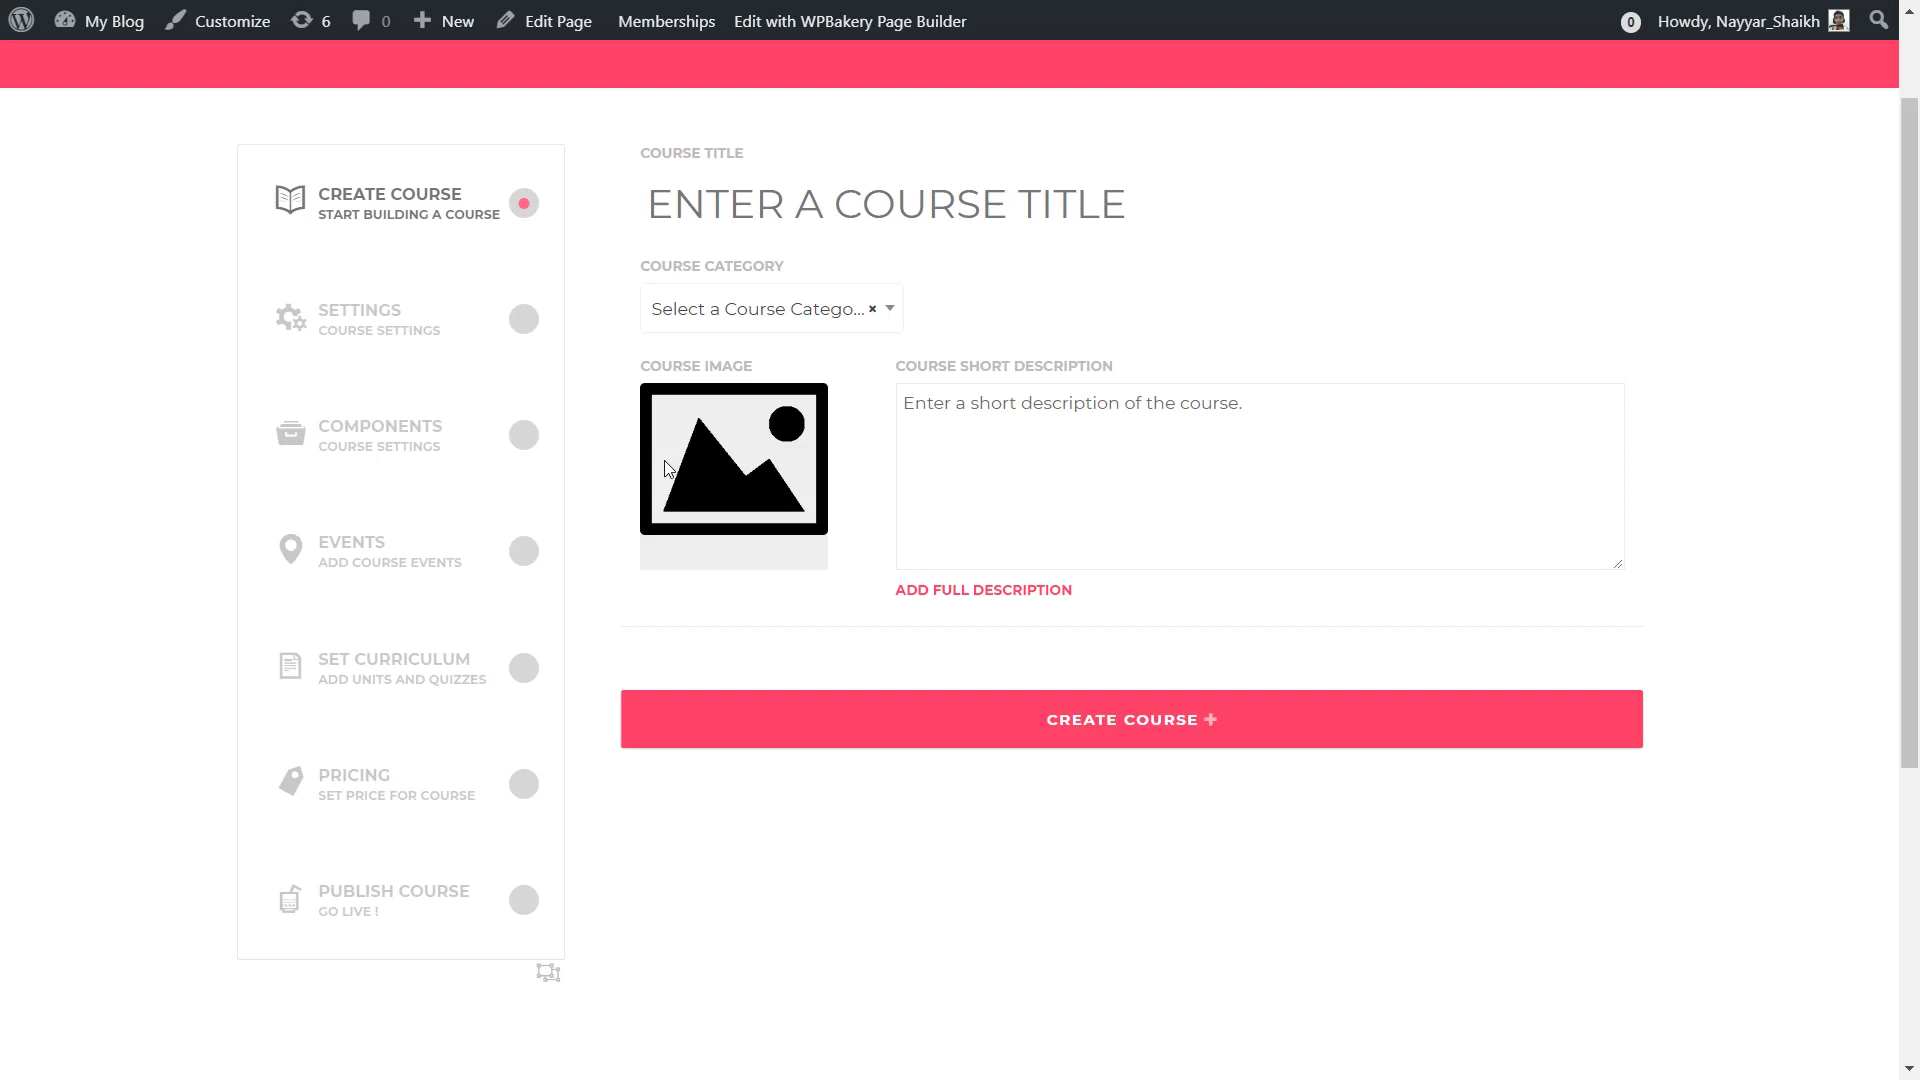 My Blog Customize 6 0 New Edit Page Memberships Edit with WPBakery Page Builder 0 Howdy, Nayyar_Shaikh
CREATE COURSE
START BUILDING A COURSE
SETTINGS
COURSE SETTINGS
COMPONENTS
COURSE SETTINGS
EVENTS
ADD COURSE EVENTS
SET CURRICULUM
ADD UNITS AND QUIZZES
PRICING
SET PRICE FOR COURSE
PUBLISH COURSE
GO LIVE !
COURSE TITLE
ENTER A COURSE TITLE
COURSE CATEGORY
Select a Course Catego... ×
COURSE IMAGE
COURSE SHORT DESCRIPTION
Enter a short description of the course.
ADD FULL DESCRIPTION
CREATE COURSE +